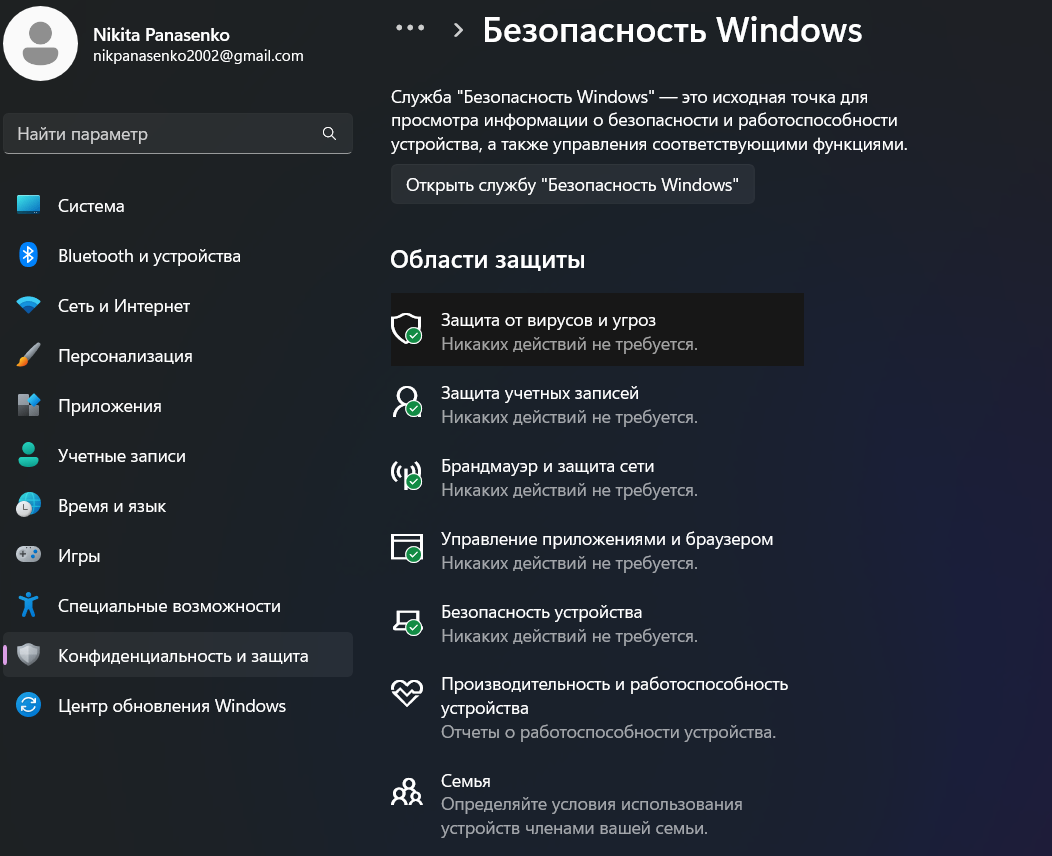 Nikita Panasenko
nikpanasenko2002@gmail.com
Найти параметр
Система
Bluetooth и устройства
Сеть и Интернет
Персонализация
Приложения
Учетные записи
Время и язык
Игры
Специальные возможности
Конфиденциальность и защита
Центр обновления Windows
Безопасность Windows
Служба "Безопасность Windows" — это исходная точка для
просмотра информации о безопасности и работоспособности
устройства, а также управления соответствующими функциями.
Открыть службу "Безопасность Windows"
Области защиты
Защита от вирусов и угроз
Никаких действий не требуется.
Защита учетных записей
Никаких действий не требуется.
Брандмауэр и защита сети
Никаких действий не требуется.
Управление приложениями и браузером
Никаких действий не требуется.
Безопасность устройства
Никаких действий не требуется.
Производительность и работоспособность
устройства
Отчеты о работоспособности устройства.
Семья
Определяйте условия использования
устройств членами вашей семьи.